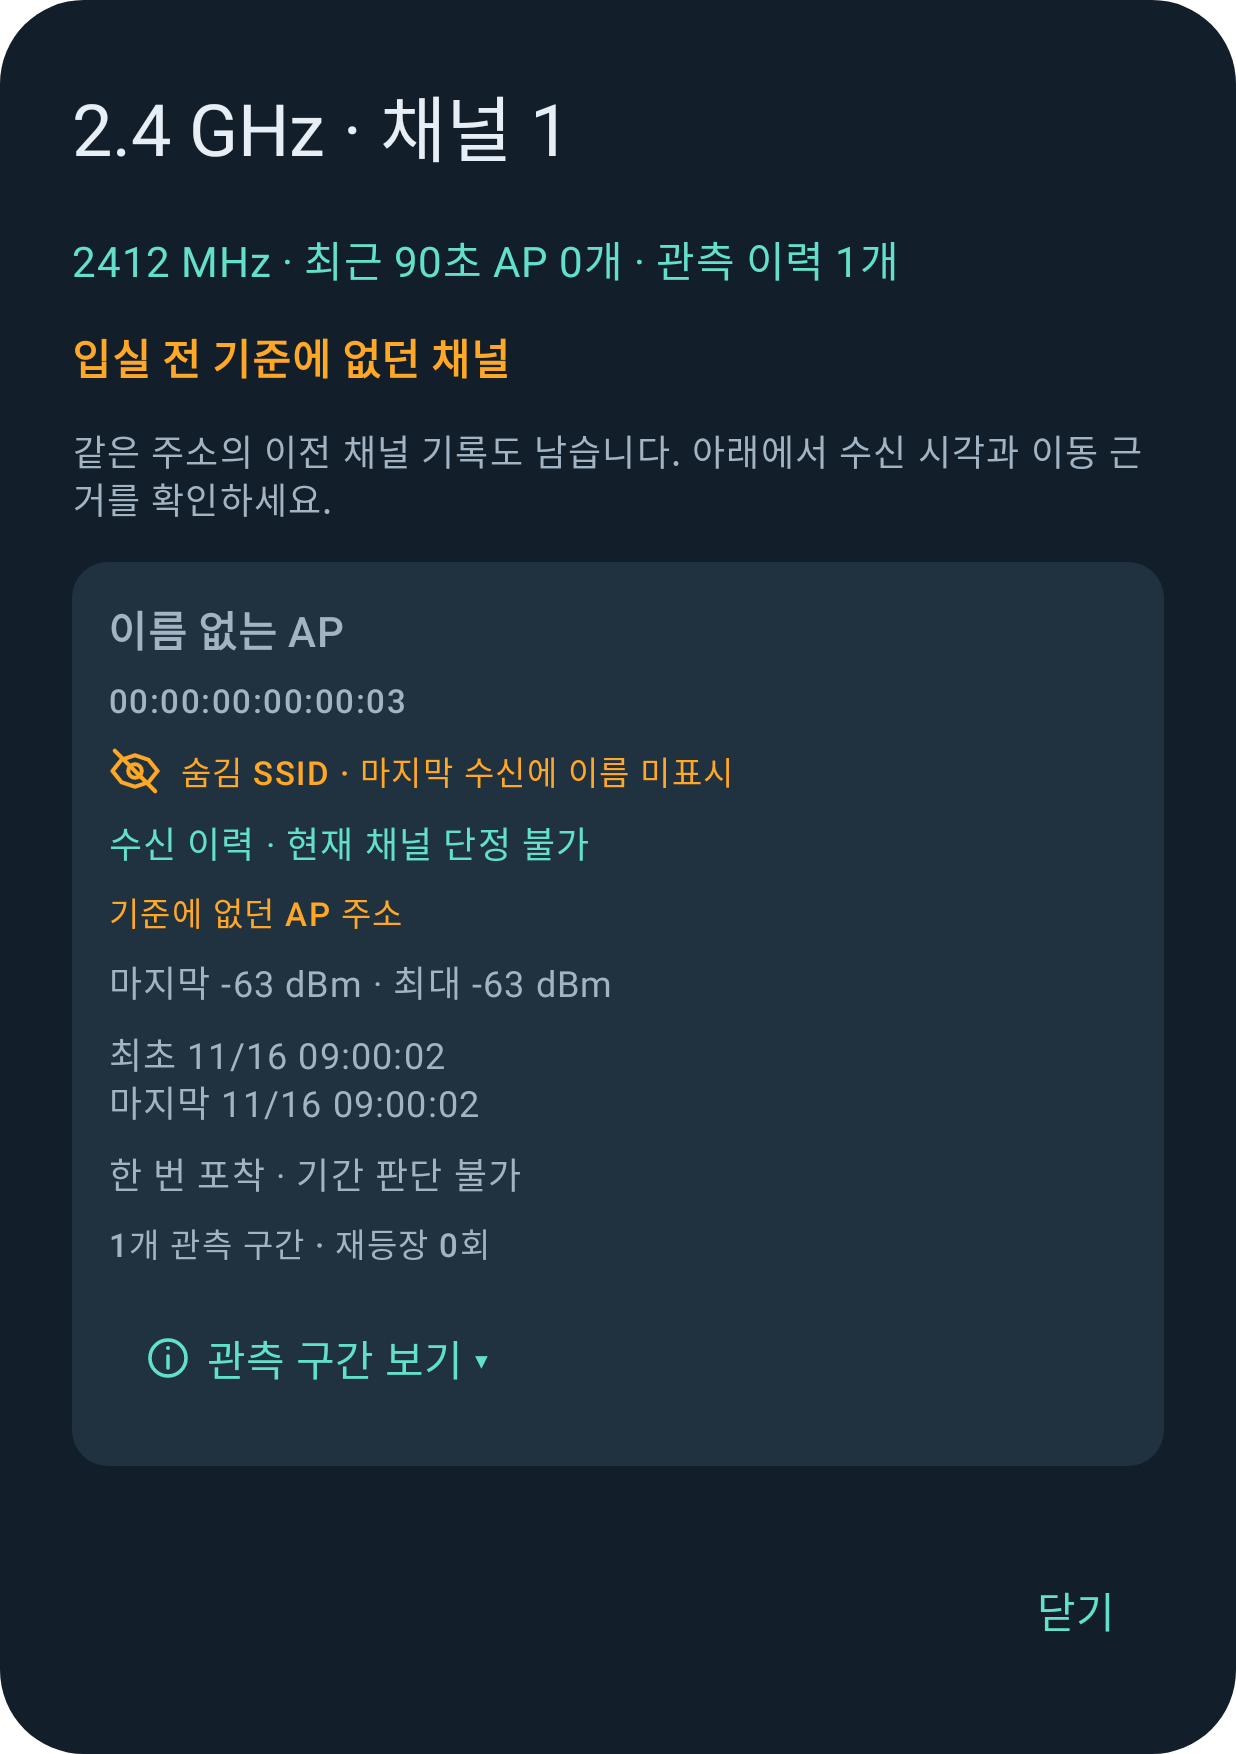 2.4 GHz · 채널 1
2412 MHz · 최근 90초 AP 0개 · 관측 이력 1개
입실 전 기준에 없던 채널
같은 주소의 이전 채널 기록도 남습니다. 아래에서 수신 시각과 이동 근
거를 확인하세요.
이름 없는 AP
00:00:00:00:00:03
숨김 SSID · 마지막 수신에 이름 미표시
수신 이력 · 현재 채널 단정 불가
기준에 없던 AP 주소
마지막 -63 dBm · 최대 -63 dBm
최초 11/16 09:00:02
마지막 11/16 09:00:02
한 번 포착 · 기간 판단 불가
1개 관측 구간 · 재등장 0회
관측 구간 보기 ▾
닫기